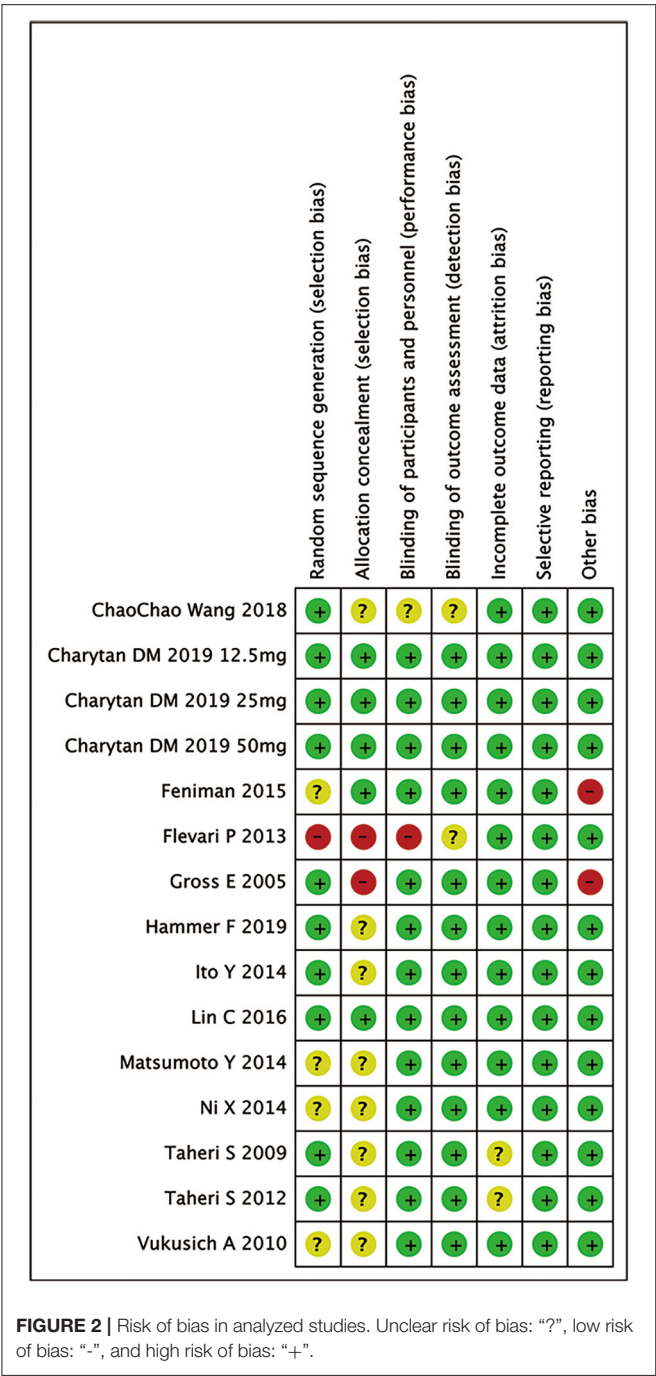 Random sequence generation (selection bias)
Allocation concealment (selection bias)
Blinding of participants and personnel (performance bias)
Blinding of outcome assessment (detection bias)
Incomplete outcome data (attrition bias)
Selective reporting (reporting bias)
Other bias
ChaoChao Wang 2018 + ? ? ? + + +
Charytan DM 2019 12.5mg + + + + + + +
Charytan DM 2019 25mg + + + + + + +
Charytan DM 2019 50mg + + + + + + +
Feniman 2015 ? + + + + + -
Flevari P 2013 - - - ? + + +
Gross E 2005 + - + + + + -
Hammer F 2019 + ? + + + + +
Ito Y 2014 + ? + + + + +
Lin C 2016 + + + + + + +
Matsumoto Y 2014 ? ? + + + + +
Ni X 2014 ? ? + + + + +
Taheri S 2009 + ? + + ? + +
Taheri S 2012 + ? + + ? + +
Vukusich A 2010 ? ? + + + + +
FIGURE 2 | Risk of bias in analyzed studies. Unclear risk of bias: “?”, low risk
of bias: “-”, and high risk of bias: “+”.